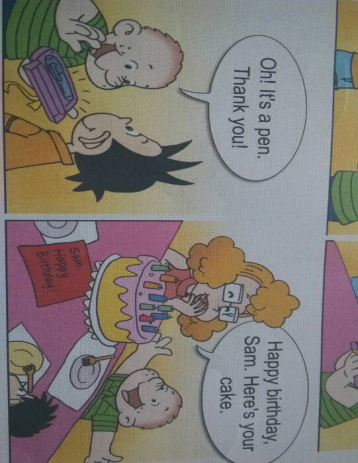 Oh! It's a pen.
Thank you!
Sam,
Happy
Birthday!
Happy birthday,
Sam. Here's your
cake.